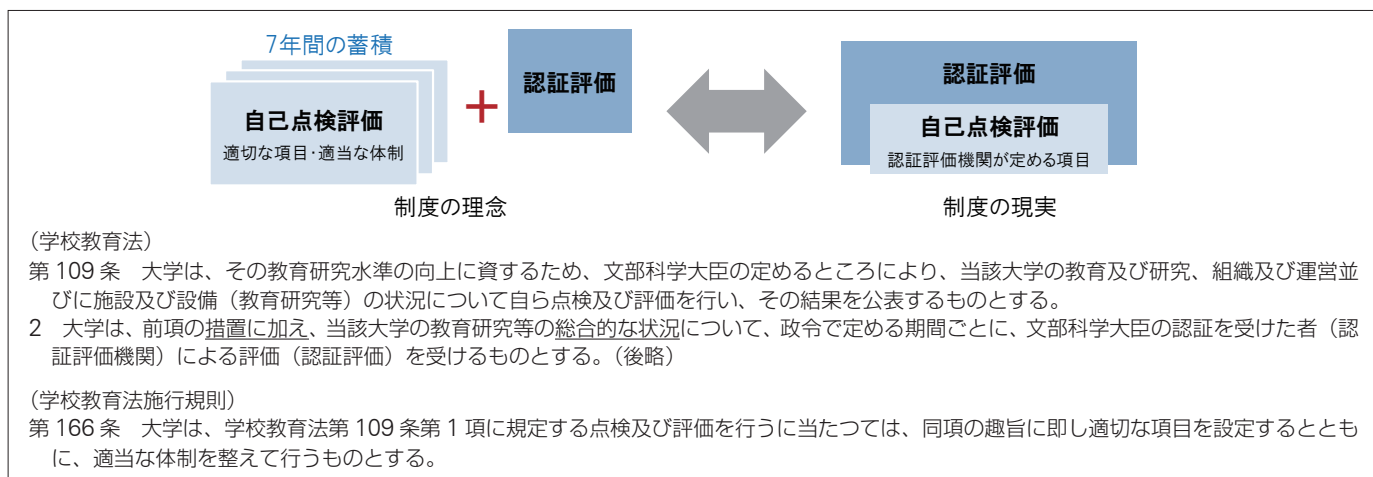 7年間の蓄積
自己点検評価
適切な項目・適当な体制
+
認証評価
制度の理念
認証評価
自己点検評価
認証評価機関が定める項目
制度の現実
(学校教育法)
第109条 大学は、その教育研究水準の向上に資するため、文部科学大臣の定めるところにより、当該大学の教育及び研究、組織及び運営並
びに施設及び設備(教育研究等)の状況について自ら点検及び評価を行い、その結果を公表するものとする。
2 大学は、前項の措置に加え、当該大学の教育研究等の総合的な状況について、政令で定める期間ごとに、文部科学大臣の認証を受けた者(認
証評価機関)による評価(認証評価)を受けるものとする。(後略)
(学校教育法施行規則)
第166条 大学は、学校教育法第109条第1項に規定する点検及び評価を行うに当たつては、同項の趣旨に即し適切な項目を設定するととも
に、適当な体制を整えて行うものとする。